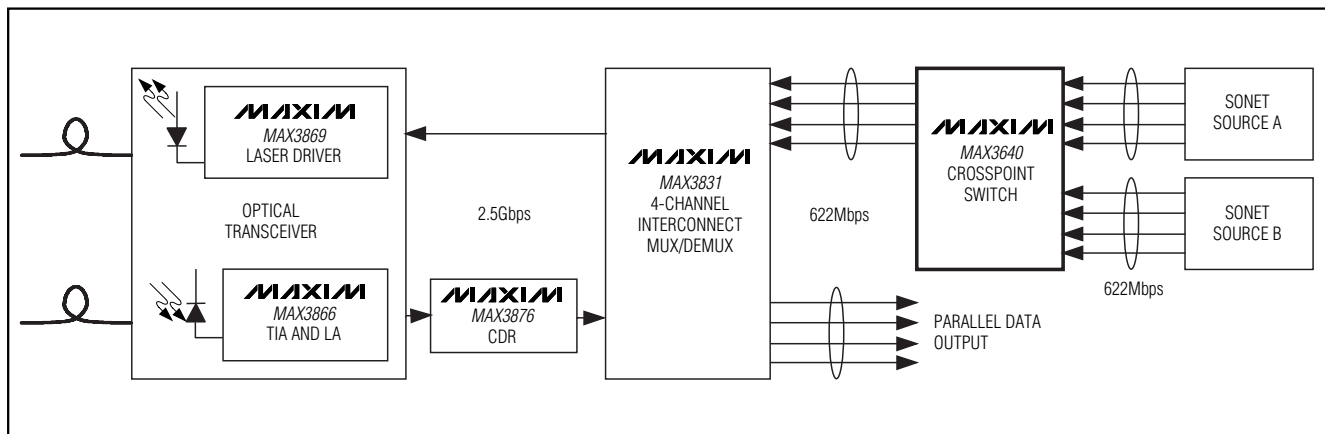 MAXIM
MAX3869
LASER DRIVER
OPTICAL
TRANSCEIVER
MAXIM
MAX3866
TIA AND LA
2.5Gbps
MAXIM
MAX3876
CDR
MAXIM
MAX3831
4-CHANNEL
INTERCONNECT
MUX/DEMUX
622Mbps
PARALLEL DATA
OUTPUT
MAXIM
MAX3640
CROSSPOINT
SWITCH
SONET
SOURCE A
SONET
SOURCE B
622Mbps